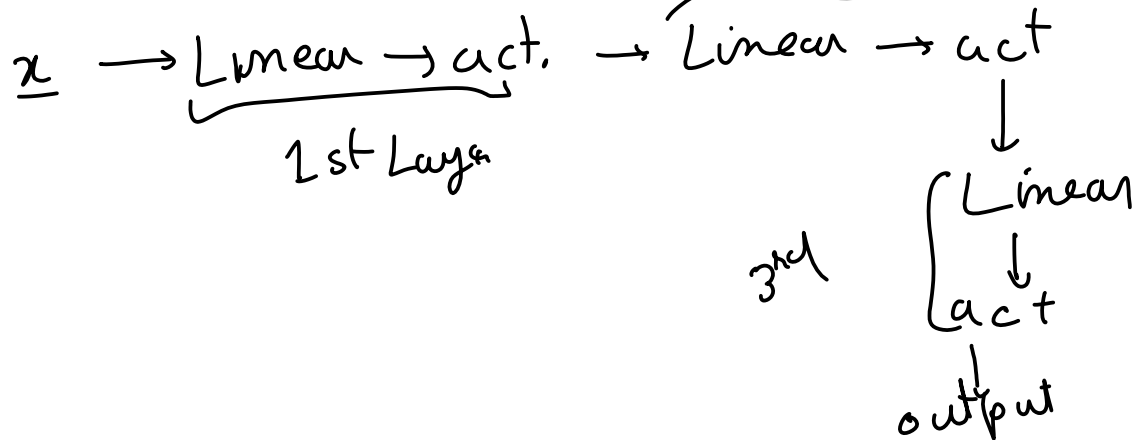 x → Linear → act. → Linear → act
↓
1st Layer
Linear
↓
3rd
act
↓
output